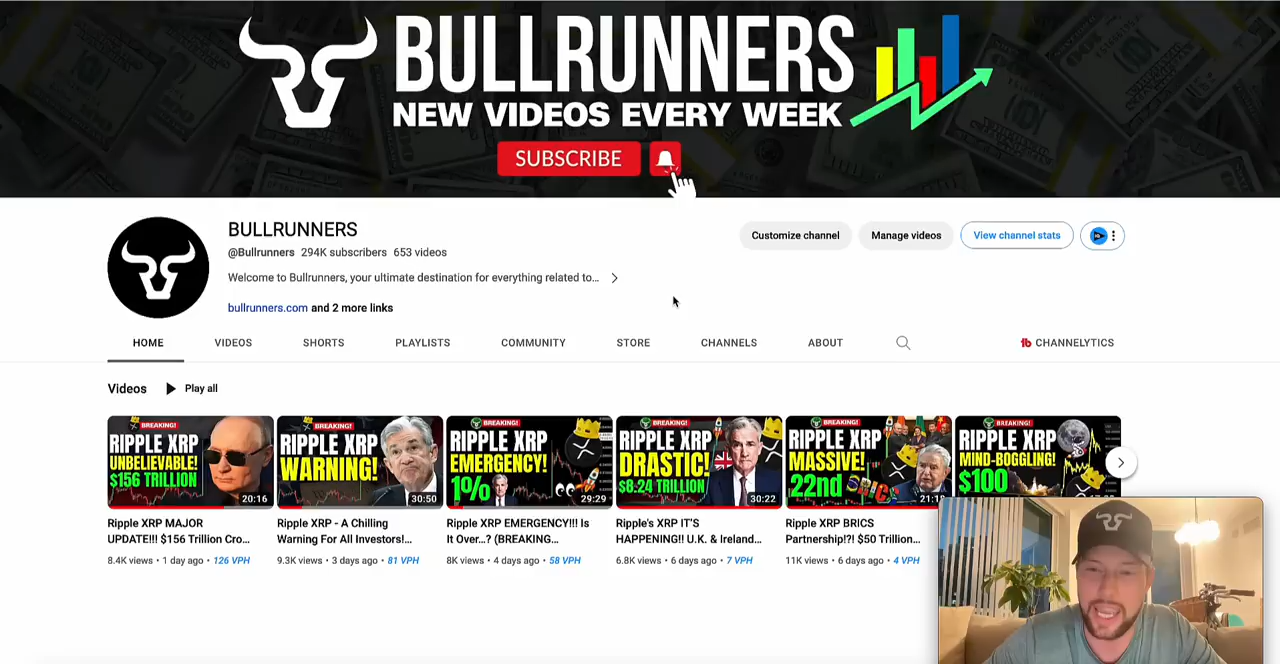 BULLRUNNERS
NEW VIDEOS EVERY WEEK
SUBSCRIBE
BULLRUNNERS
@Bullrunners 294K subscribers 653 videos
Welcome to Bullrunners, your ultimate destination for everything related to...
bullrunners.com and 2 more links
Customize channel
Manage videos
View channel stats
HOME
VIDEOS
SHORTS
PLAYLISTS
COMMUNITY
STORE
CHANNELS
ABOUT
tb CHANNELYTICS
Videos
Play all
BREAKING!
RIPPLE XRP
UNBELIEVABLE!
$156 TRILLION
20:16
Ripple XRP MAJOR
UPDATE!!! $156 Trillion Cro...
8.4K views • 1 day ago • 126 VPH
BREAKING!
RIPPLE XRP
WARNING!
30:50
Ripple XRP - A Chilling
Warning For All Investors!...
9.3K views • 3 days ago • 81 VPH
BREAKING!
RIPPLE XRP
EMERGENCY!
1%
29:29
Ripple XRP EMERGENCY!!! Is
It Over...? (BREAKING...
8K views • 4 days ago • 58 VPH
BREAKING!
RIPPLE XRP
DRASTIC!
$8.24 TRILLION
30:22
Ripple's XRP IT'S
HAPPENING!! U.K. & Ireland...
6.8K views • 6 days ago • 7 VPH
BREAKING!
RIPPLE XRP
MASSIVE!
22nd
BRICS
Ripple XRP BRICS
Partnership!?! $50 Trillion...
11K views • 6 days ago • 4 VPH
BREAKING!
RIPPLE XRP
MIND-BOGGLING!
$100